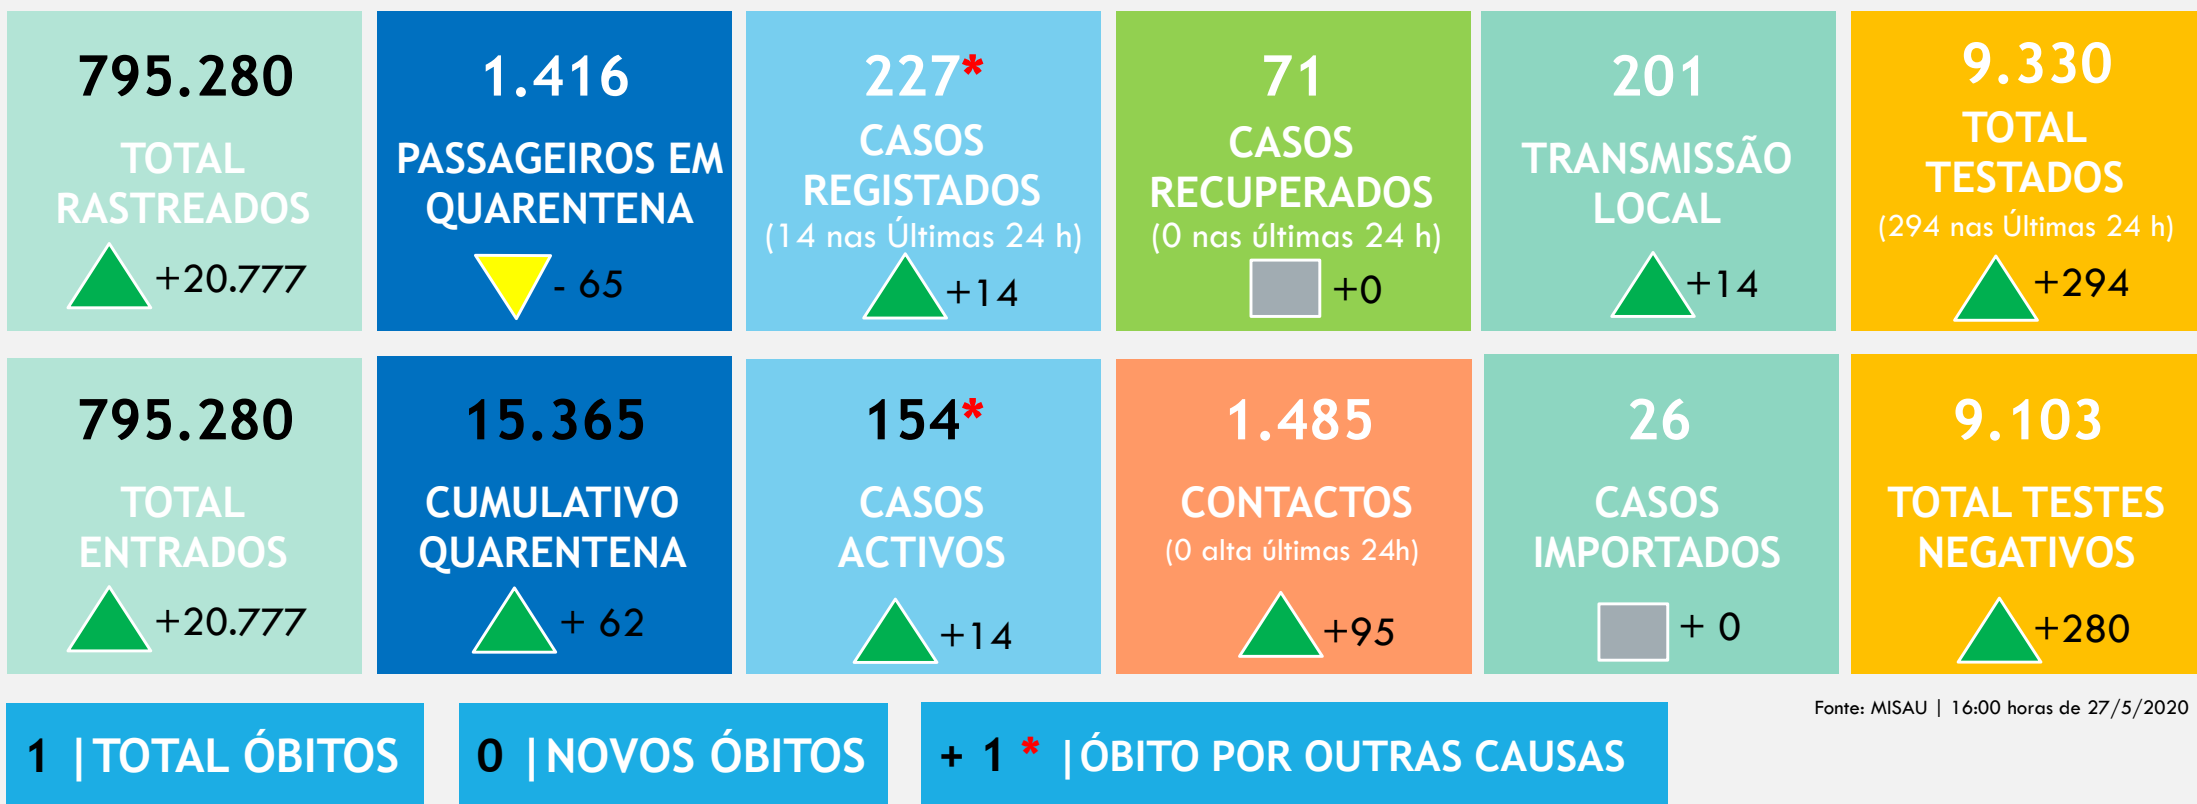 795.280
TOTAL
RASTREADOS
+20.777
1.416
PASSAGEIROS EM
QUARENTENA
- 65
227*
CASOS
REGISTADOS
(14 nas Últimas 24 h)
+14
71
CASOS
RECUPERADOS
(0 nas últimas 24 h)
+0
201
TRANSMISSÃO
LOCAL
+14
9.330
TOTAL
TESTADOS
(294 nas Últimas 24 h)
+294
795.280
TOTAL
ENTRADOS
+20.777
15.365
CUMULATIVO
QUARENTENA
+ 62
154*
CASOS
ACTIVOS
+14
1.485
CONTACTOS
(0 alta últimas 24h)
+95
26
CASOS
IMPORTADOS
+ 0
9.103
TOTAL TESTES
NEGATIVOS
+280
Fonte: MISAU | 16:00 horas de 27/5/2020
1 |TOTAL ÓBITOS
0 |NOVOS ÓBITOS
+ 1 * |ÓBITO POR OUTRAS CAUSAS